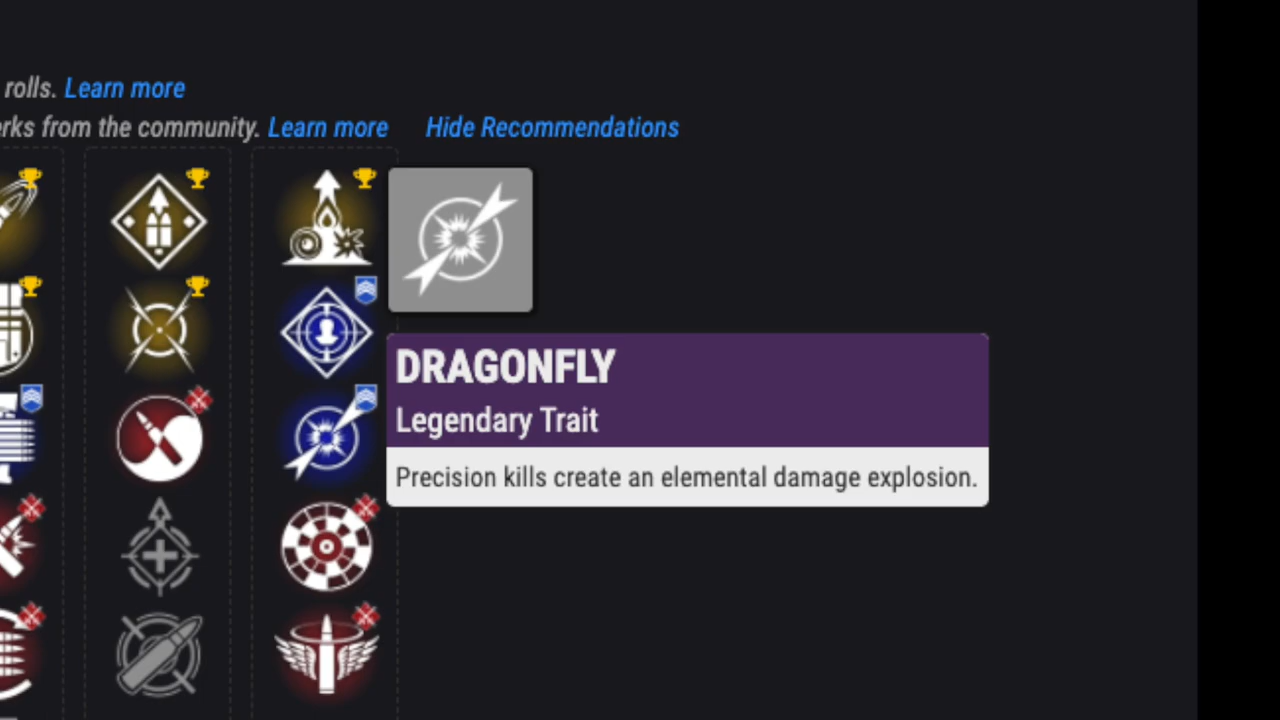 rolls. Learn more
erks from the community. Learn more Hide Recommendations
DRAGONFLY
Legendary Trait
Precision kills create an elemental damage explosion.